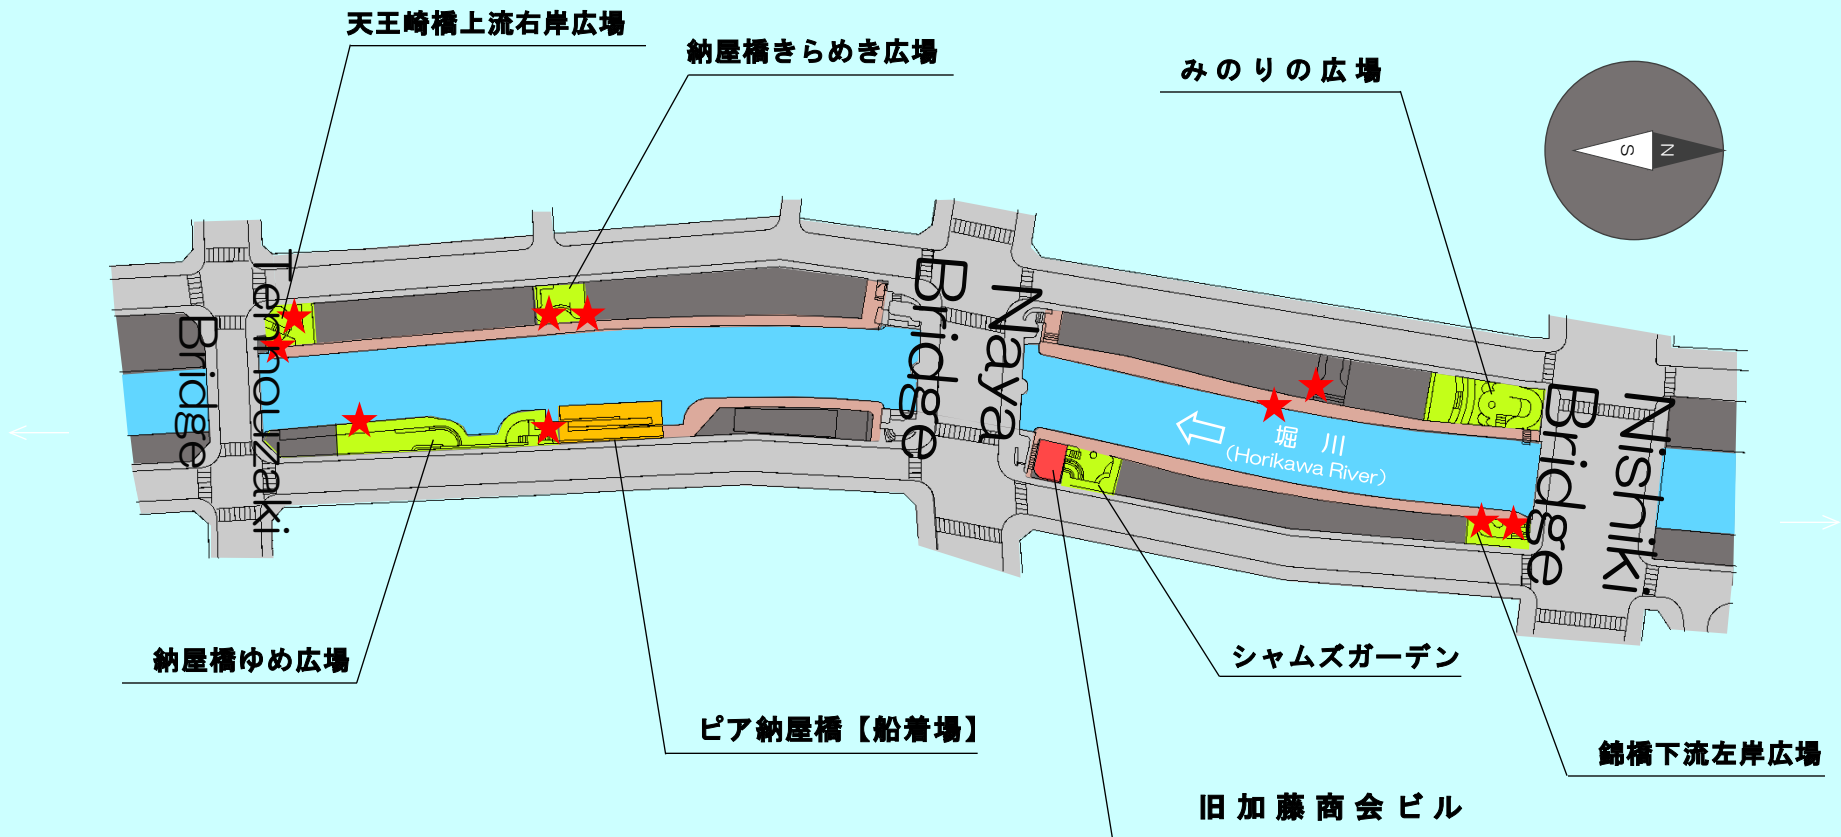 天王崎橋上流右岸広場
納屋橋きらめき広場
みのりの広場
S N
Tennouzaki
Bridge
Naya
Bridge
Nishiki.
Bridge
堀 川
(Horikawa River)
納屋橋ゆめ広場
シャムズガーデン
ピア納屋橋【船着場】
錦橋下流左岸広場
旧加藤商会ビル